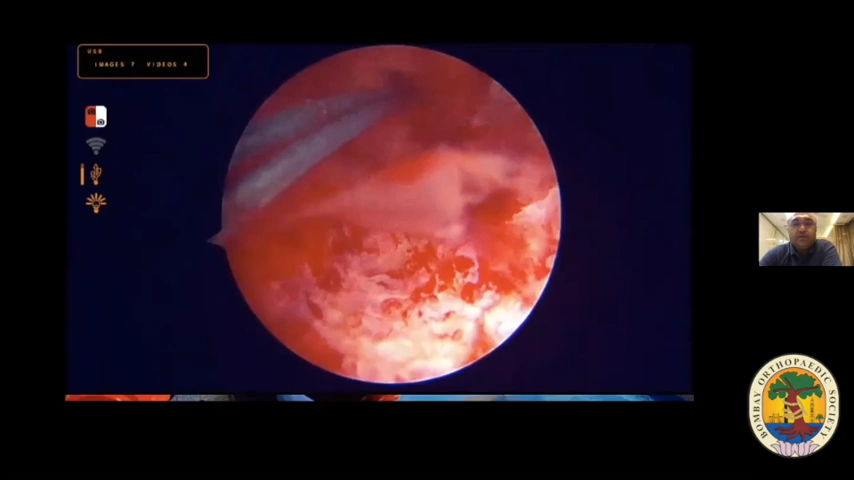 USB
IMAGES 7 VIDEOS 4
BOMBAY ORTHOPAEDIC SOCIETY